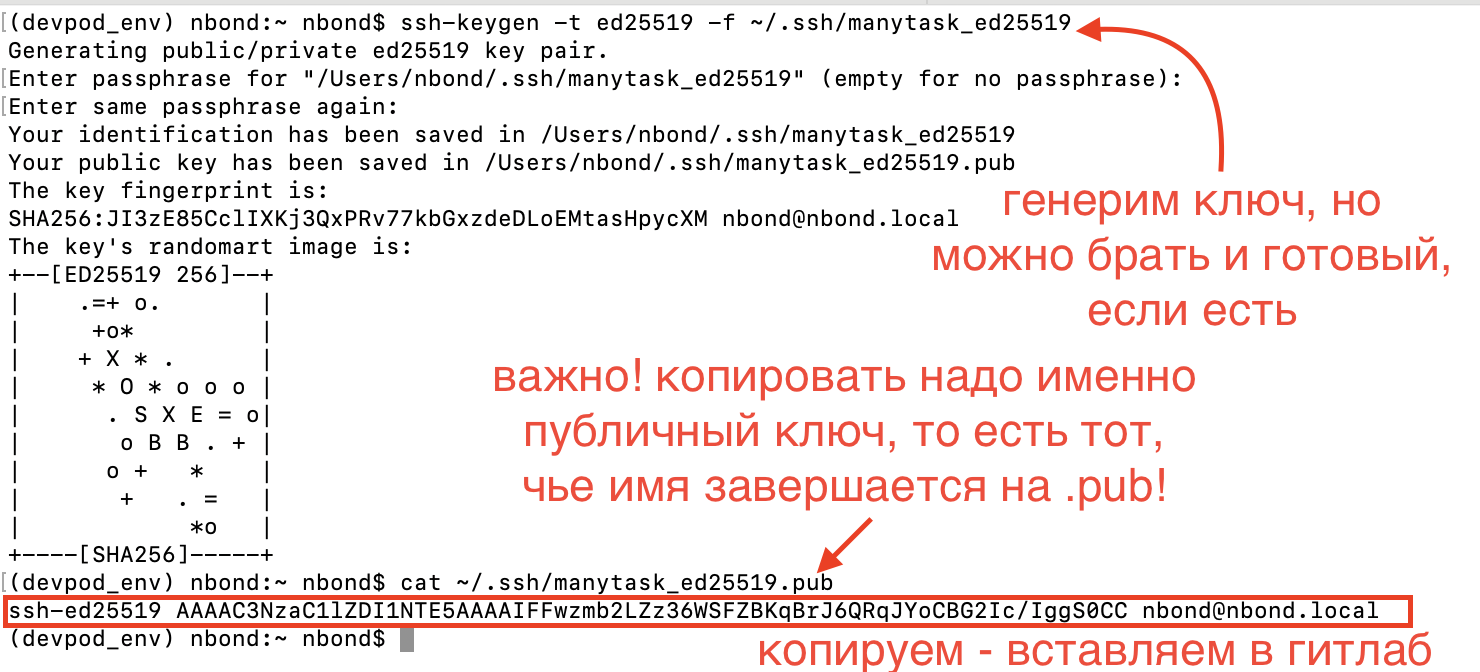 (devpod_env) nbond:~ nbond$ ssh-keygen -t ed25519 -f ~/.ssh/manytask_ed25519
Generating public/private ed25519 key pair.
Enter passphrase for "/Users/nbond/.ssh/manytask_ed25519" (empty for no passphrase):
Enter same passphrase again:
Your identification has been saved in /Users/nbond/.ssh/manytask_ed25519
Your public key has been saved in /Users/nbond/.ssh/manytask_ed25519.pub
The key fingerprint is:
SHA256:JI3zE85CclIXKj3QxPRv77kbGxzdeDLoEMtasHpycXM nbond@nbond.local
The key's randomart image is:
+--[ED25519 256]--+
|     .=+ o.      |
|      +o*        |
|     + X * .     |
|      * O * o o o |
|       . S X E = o|
|        o B B . + |
|       o +   *    |
|        +   . =   |
|             *o   |
+----[SHA256]-----+
генерим ключ, но
можно брать и готовый,
если есть
важно! копировать надо именно
публичный ключ, то есть тот,
чье имя завершается на .pub!
(devpod_env) nbond:~ nbond$ cat ~/.ssh/manytask_ed25519.pub
ssh-ed25519 AAAAC3NzaC1lZDI1NTE5AAAAIFFwzmb2LZz36WSFZBKqBrJ6QRqJYoCBG2Ic/IggS0CC nbond@nbond.local
(devpod_env) nbond:~ nbond$
копируем - вставляем в гитлаб